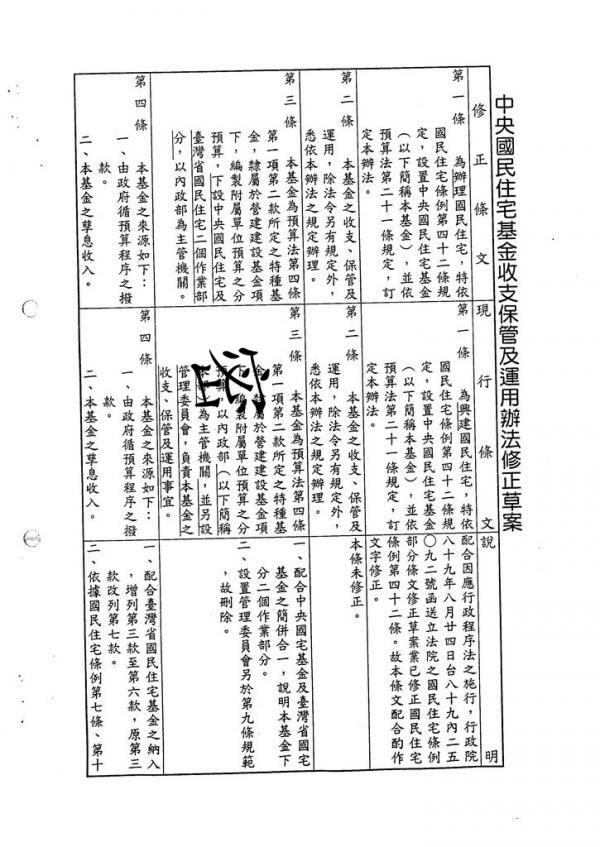 中央國民住宅基金收支保管及運用辦法修正草案
修正條文
現行條文
說明
第一條　為辦理國民住宅，特依
國民住宅條例第四十二條規
定，設置中央國民住宅基金
（以下簡稱本基金），並依
預算法第二十一條規定，訂
定本辦法。
第一條　為興建國民住宅，特依
國民住宅條例第四十二條規
定，設置中央國民住宅基金
（以下簡稱本基金），並依
預算法第二十一條規定，訂
定本辦法。
配合因應行政程序法之施行，行政院
八十九年八月廿四日台八十九內二五
〇九二號函送立法院之國民住宅條例
部分條文修正草案業已修正國民住宅
條例第四十二條。故本條文配合酌作
文字修正。
第二條　本基金之收支、保管及
運用，除法令另有規定外，
悉依本辦法之規定辦理。
第二條　本基金之收支、保管及
運用，除法令另有規定外，
悉依本辦法之規定辦理。
本條未修正。
第三條　本基金為預算法第四條
第一項第二款所定之特種基
金，隸屬於營建建設基金項
下，編製附屬單位預算之分
預算，下設中央國民住宅及
臺灣省國民住宅二個作業部
分，以內政部為主管機關。
第三條　本基金為預算法第四條
第一項第二款所定之特種基
金，隸屬於營建建設基金項
下，編製附屬單位預算之分
預算，以內政部（以下簡稱
本部）為主管機關，並另設
管理委員會，負責本基金之
收支、保管及運用事宜。
一、配合中央國宅基金及臺灣省國宅
基金之簡併合一，說明本基金下
分二個作業部分。
二、設置管理委員會另於第九條規範
，故刪除。
第四條　本基金之來源如下：
一、由政府循預算程序之撥
款。
二、本基金之孳息收入。
第四條　本基金之來源如下：
一、由政府循預算程序之撥
款。
二、本基金之孳息收入。
一、配合臺灣省國民住宅基金之納入
，增列第三款至第六款，原第三
款改列第七款。
二、依據國民住宅條例第七條、第十